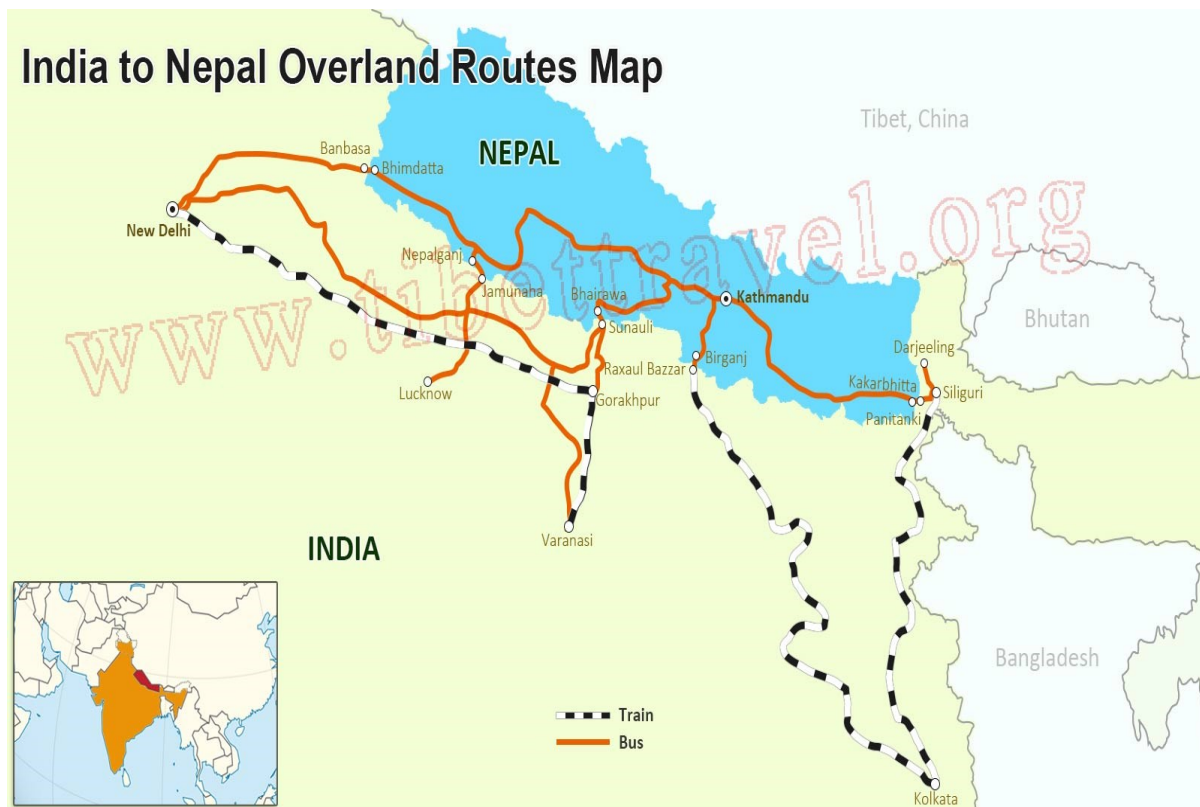 India to Nepal Overland Routes Map
Tibet, China
NEPAL
Banbasa
Bhimdatta
New Delhi
Nepalganj
Jamunana
Bhairawa
Kathmandu
Sunauli
Bhutan
Raxaul Bazzar
Birganj
Darjeeling
Lucknow
Gorakhpur
Kakarbhitta
Siliguri
Panitanki
Varanasi
INDIA
Bangladesh
Train
Bus
Kolkata
www.tibettravel.org